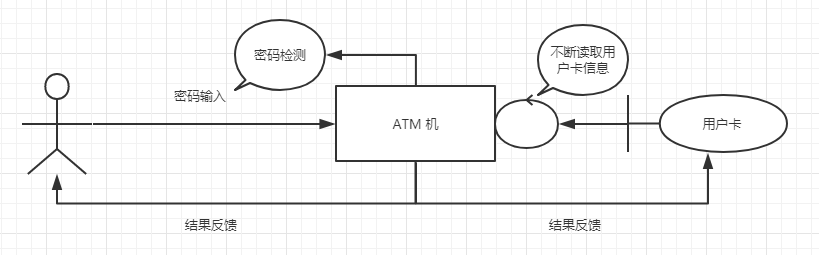 密码检测
不断读取用
户卡信息
密码输入
ATM 机
用户卡
结果反馈
结果反馈